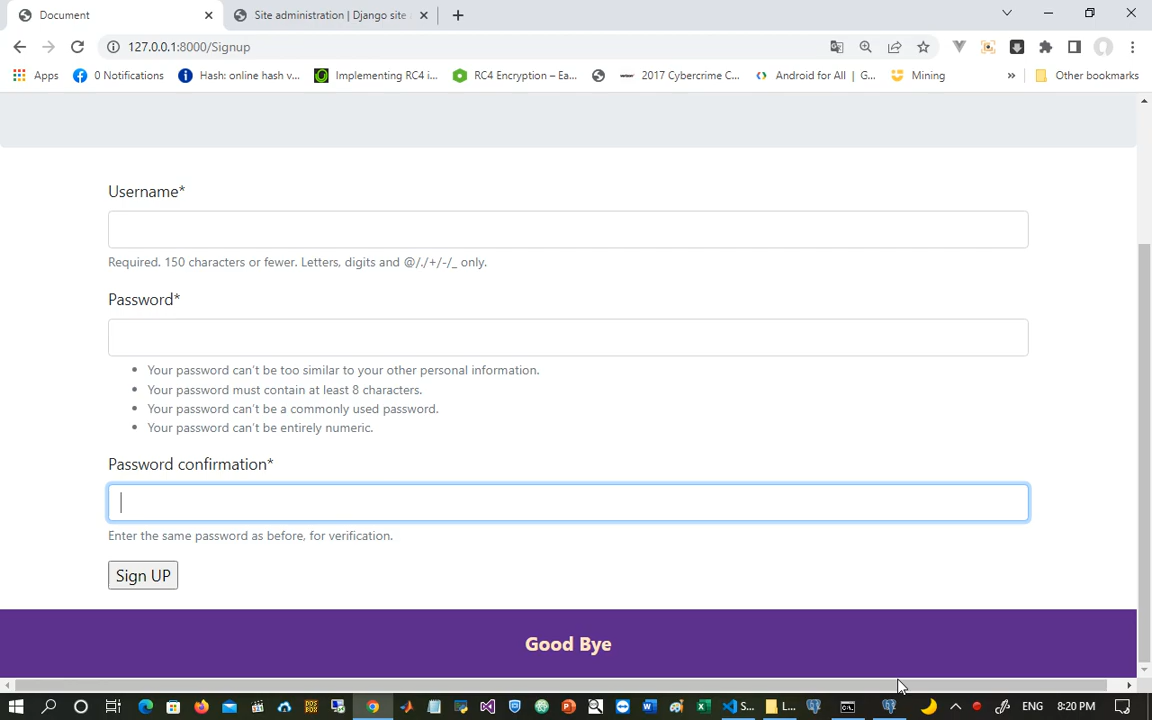 Document
Site administration | Django site
127.0.0.1:8000/Signup
Apps
0 Notifications
Hash: online hash v...
Implementing RC4 i...
RC4 Encryption – Ea...
2017 Cybercrime C...
Android for All | G...
Mining
»
Other bookmarks
Username*
Required. 150 characters or fewer. Letters, digits and @/./+/-/_ only.
Password*
Your password can't be too similar to your other personal information.
Your password must contain at least 8 characters.
Your password can't be a commonly used password.
Your password can't be entirely numeric.
Password confirmation*
Enter the same password as before, for verification.
Sign UP
Good Bye
S...
L...
ENG
8:20 PM